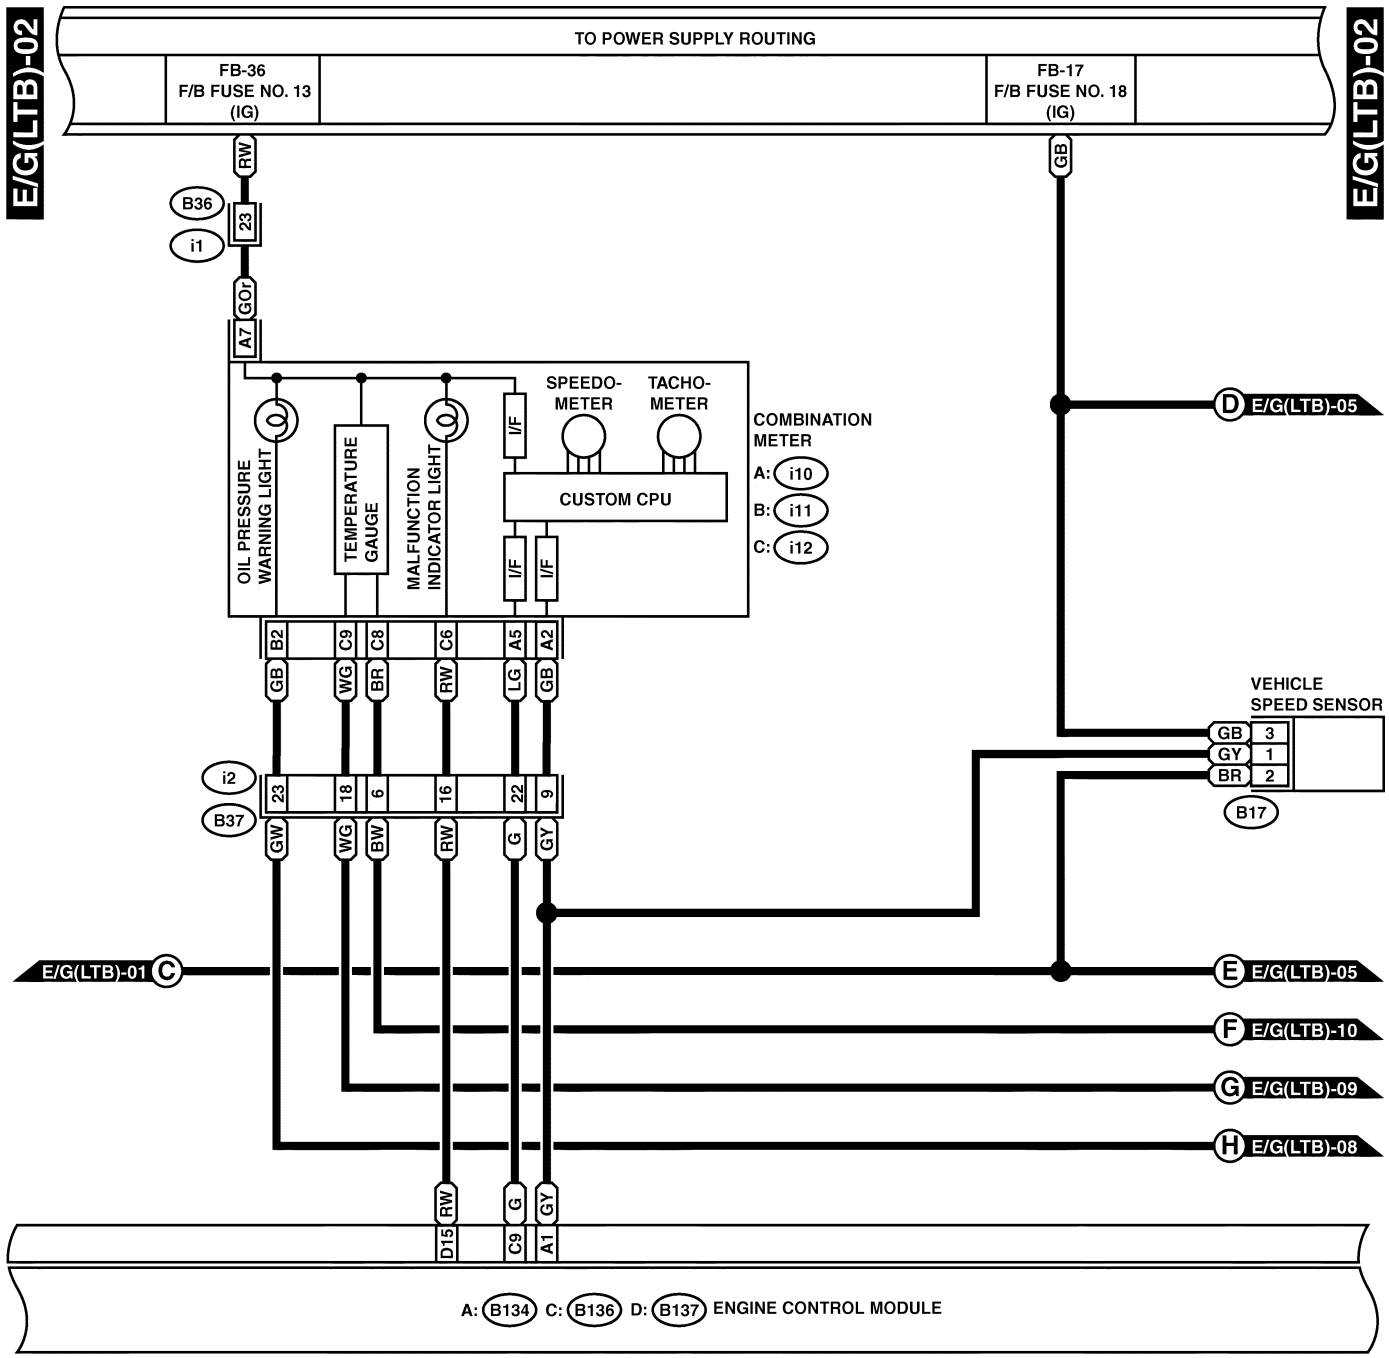 E/G(LTB)-02
E/G(LTB)-02
TO POWER SUPPLY ROUTING
FB-36
F/B FUSE NO. 13
(IG)
FB-17
F/B FUSE NO. 18
(IG)
RW
GB
B36
23
i1
GOr
A7
D E/G(LTB)-05
OIL PRESSURE
WARNING LIGHT
TEMPERATURE
GAUGE
MALFUNCTION
INDICATOR LIGHT
I/F
SPEEDO-
METER
TACHO-
METER
CUSTOM CPU
I/F
I/F
COMBINATION
METER
A: i10
B: i11
C: i12
B2 C9 C8 C6 A5 A2
GB WG BR RW LG GB
VEHICLE
SPEED SENSOR
GB 3
GY 1
BR 2
B17
i2
23 18 6 16 22 9
B37
GW WG BW RW G GY
E/G(LTB)-01 C
E E/G(LTB)-05
F E/G(LTB)-10
G E/G(LTB)-09
H E/G(LTB)-08
RW G GY
D15 C9 A1
A: B134 C: B136 D: B137 ENGINE CONTROL MODULE